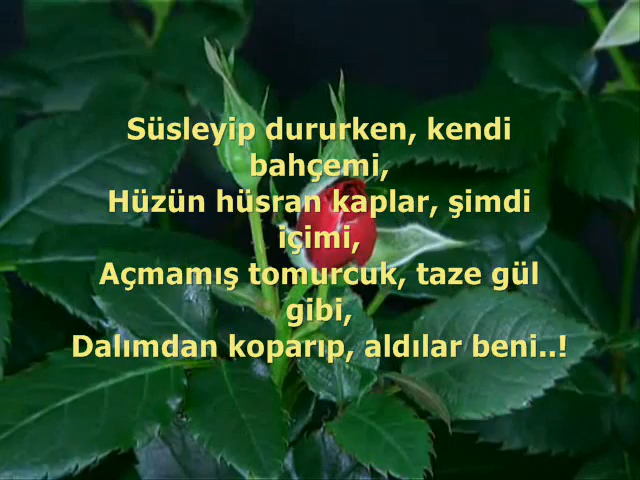 Süsleyip dururken, kendi
bahçemi,
Hüzün hüsran kaplar, şimdi
içimi,
Açmamış tomurcuk, taze gül
gibi,
Dalımdan koparıp, aldılar beni..!